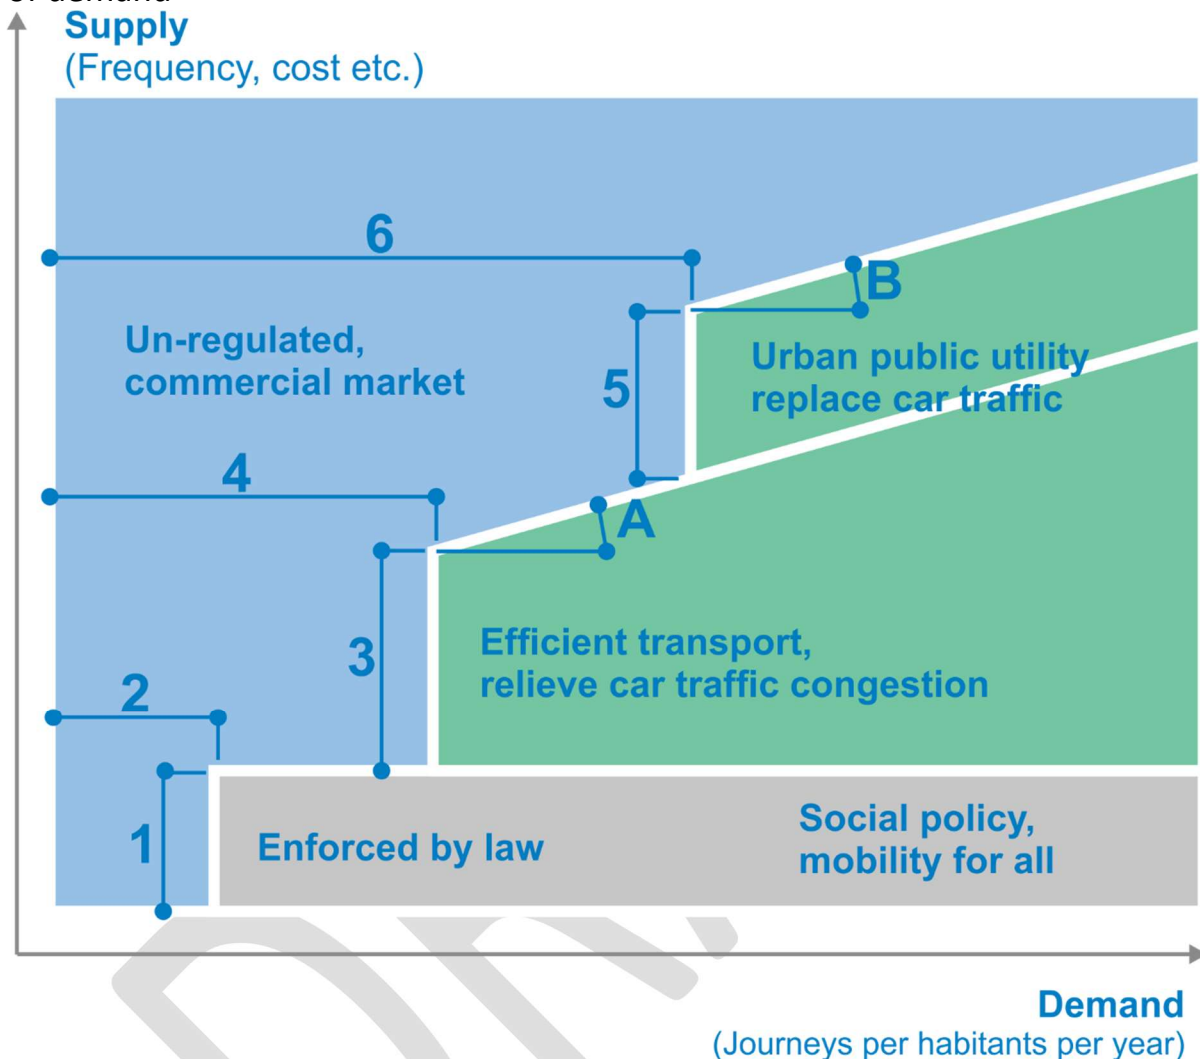 Supply
(Frequency, cost etc.)
6
B
Un-regulated,
commercial market
5
Urban public utility
replace car traffic
4
A
3
Efficient transport,
relieve car traffic congestion
2
1
Enforced by law
Social policy,
mobility for all
Demand
(Journeys per habitants per year)